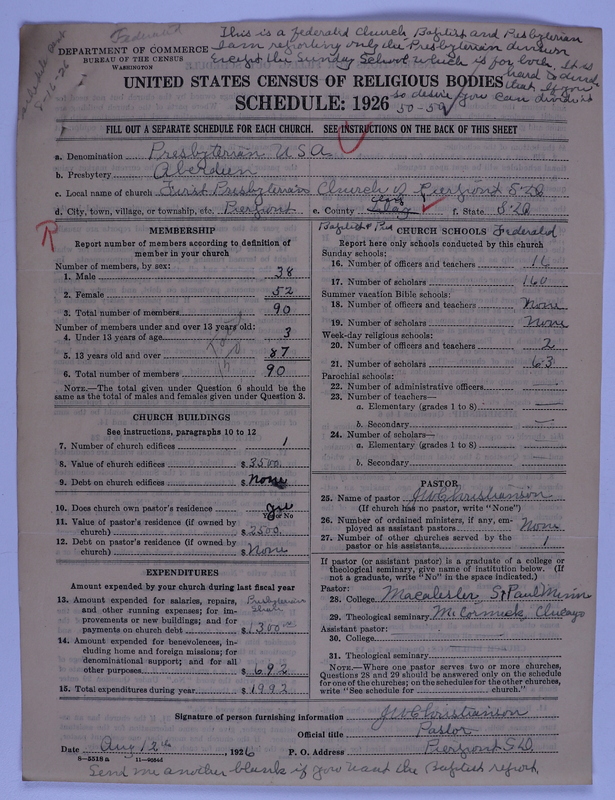 Federated
This is a Federated Church Baptist and Presbyterian
DEPARTMENT OF COMMERCE
I am reporting only the Presbyterian division
BUREAU OF THE CENSUS
except the Sunday School which is for both. It is
WASHINGTON
hard to divide
UNITED STATES CENSUS OF RELIGIOUS BODIES
that. If you
SCHEDULE: 1926
so desire you can divide it
50-50
8-16-26
FILL OUT A SEPARATE SCHEDULE FOR EACH CHURCH. SEE INSTRUCTIONS ON THE BACK OF THIS SHEET
a. Denomination Presbyterian USA
b. Presbytery Aberdeen
c. Local name of church First Presbyterian Church of Pierpont S. D.
d. City, town, village, or township, etc. Pierpont e. County Day f. State S. D.
R
MEMBERSHIP
Report number of members according to definition of member in your church
Number of members, by sex:
1. Male 38
2. Female 52
3. Total number of members 90
Number of members under and over 13 years old:
4. Under 13 years of age 3
5. 13 years old and over 87
6. Total number of members 90
NOTE.—The total given under Question 6 should be the same as the total of males and females given under Question 3.
CHURCH BUILDINGS
See instructions, paragraphs 10 to 12
7. Number of church edifices 1
8. Value of church edifices $ 3500.
9. Debt on church edifices $ None
10. Does church own pastor's residence? yes
Yes or No
11. Value of pastor's residence (if owned by church) $ 2500.
12. Debt on pastor's residence (if owned by church) $ None
EXPENDITURES
Amount expended by your church during last fiscal year
13. Amount expended for salaries, repairs, and other running expenses; for improvements or new buildings; and for payments on church debt Presbyterian Share $ 1300
14. Amount expended for benevolences, including home and foreign missions; for denominational support; and for all other purposes $ 692
15. Total expenditures during year $ 1992
Baptist & Pres CHURCH SCHOOLS Federated
Report here only schools conducted by this church
Sunday schools:
16. Number of officers and teachers 16
17. Number of scholars 160
Summer vacation Bible schools:
18. Number of officers and teachers None
19. Number of scholars None
Week-day religious schools:
20. Number of officers and teachers 2
21. Number of scholars 63
Parochial schools:
22. Number of administrative officers —
23. Number of teachers—
a. Elementary (grades 1 to 8) —
b. Secondary —
24. Number of scholars—
a. Elementary (grades 1 to 8) —
b. Secondary —
PASTOR
25. Name of pastor J W Christianson
(If church has no pastor, write "None")
26. Number of ordained ministers, if any, employed as assistant pastors None
27. Number of other churches served by the pastor or his assistants 1
If pastor (or assistant pastor) is a graduate of a college or theological seminary, give name of institution below. (If not a graduate, write "No" in the space indicated.)
Pastor:
28. College Macalester, St Paul Minn
29. Theological seminary McCormick, Chicago
Assistant pastor:
30. College
31. Theological seminary
NOTE.—Where one pastor serves two or more churches, Questions 28 and 29 should be answered only on the schedule for one of the churches; on the schedules for the other churches, write "See schedule for ........ church."
Signature of person furnishing information J W Christianson
Official title Pastor
Date Aug 12th, 1926 P. O. Address Pierpont S D.
8—5518 a 11—9864d
Send me another blank if you want the Baptist report.